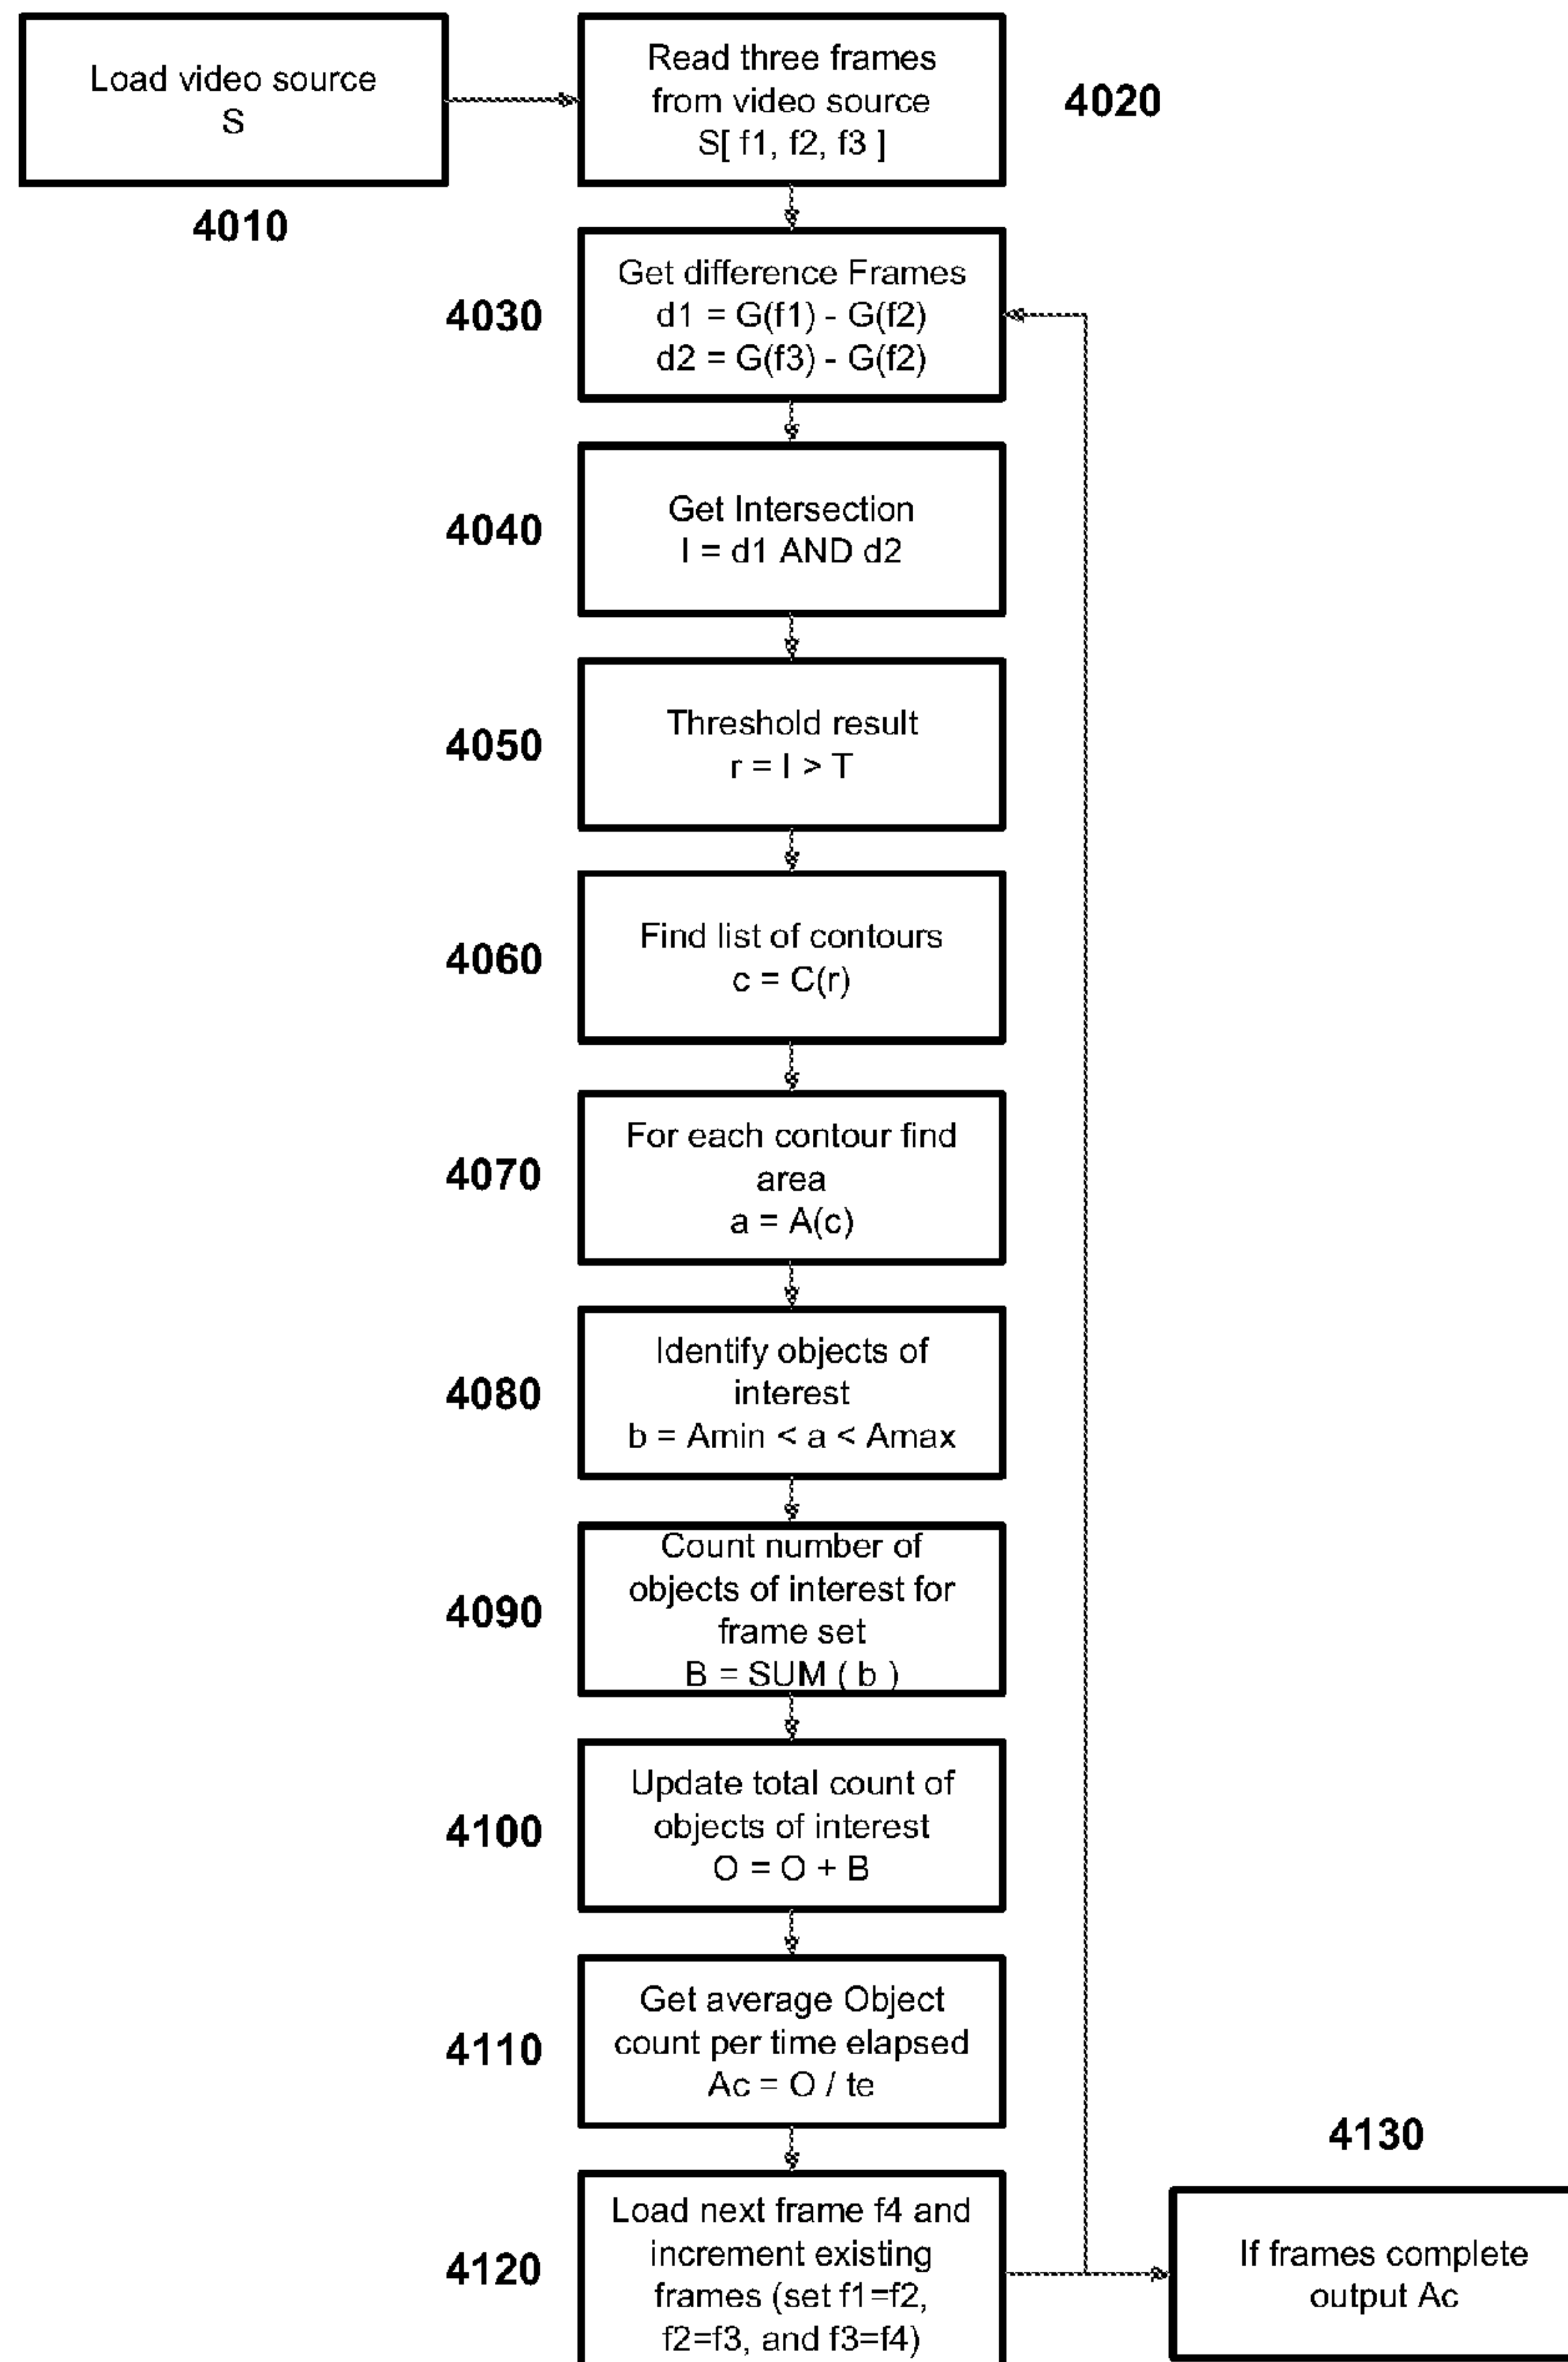 Load video source
S
4010
Read three frames
from video source
S[ f1, f2, f3 ]
4020
4030
Get difference Frames
d1 = G(f1) - G(f2)
d2 = G(f3) - G(f2)
4040
Get Intersection
I = d1 AND d2
4050
Threshold result
r = I > T
4060
Find list of contours
c = C(r)
4070
For each contour find
area
a = A(c)
4080
Identify objects of
interest
b = Amin < a < Amax
4090
Count number of
objects of interest for
frame set
B = SUM ( b )
4100
Update total count of
objects of interest
O = O + B
4110
Get average Object
count per time elapsed
Ac = O / te
4120
Load next frame f4 and
increment existing
frames (set f1=f2,
f2=f3, and f3=f4)
4130
If frames complete
output Ac